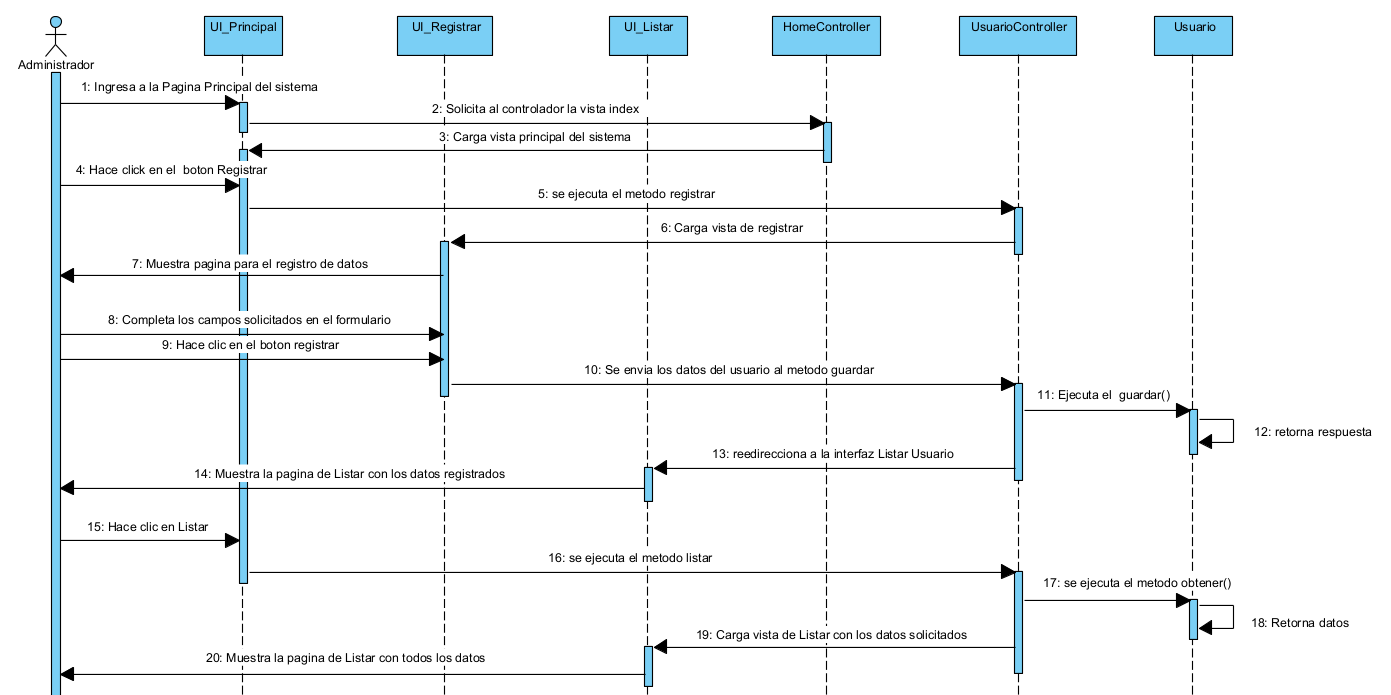 UI_Principal
UI_Registrar
UI_Listar
HomeController
UsuarioController
Usuario
Administrador
1: Ingresa a la Pagina Principal del sistema
2: Solicita al controlador la vista index
3: Carga vista principal del sistema
4: Hace click en el  boton Registrar
5: se ejecuta el metodo registrar
6: Carga vista de registrar
7: Muestra pagina para el registro de datos
8: Completa los campos solicitados en el formulario
9: Hace clic en el boton registrar
10: Se envia los datos del usuario al metodo guardar
11: Ejecuta el  guardar()
12: retorna respuesta
13: reedirecciona a la interfaz Listar Usuario
14: Muestra la pagina de Listar con los datos registrados
15: Hace clic en Listar
16: se ejecuta el metodo listar
17: se ejecuta el metodo obtener()
18: Retorna datos
19: Carga vista de Listar con los datos solicitados
20: Muestra la pagina de Listar con todos los datos